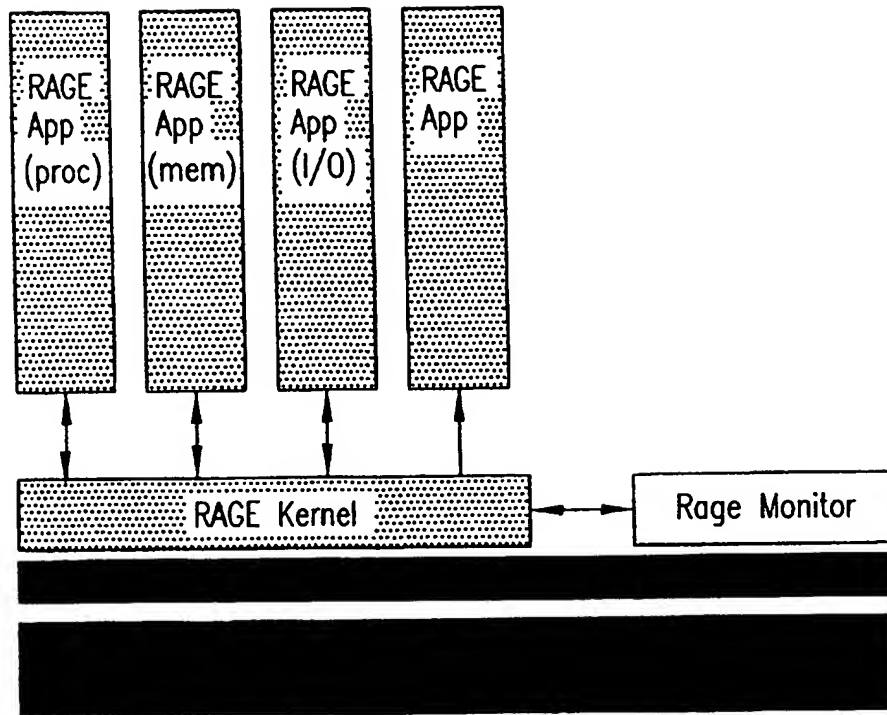 RAGE
App
(proc)
RAGE
App
(mem)
RAGE
App
(I/O)
RAGE
App
RAGE Kernel
Rage Monitor